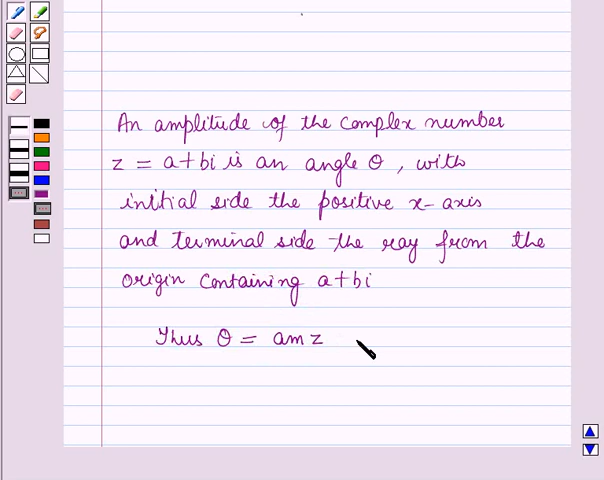 An amplitude of the complex number
z = a+bi is an angle θ, with
initial side the positive x-axis
and terminal side the ray from the
origin containing a+bi
Thus θ = am z